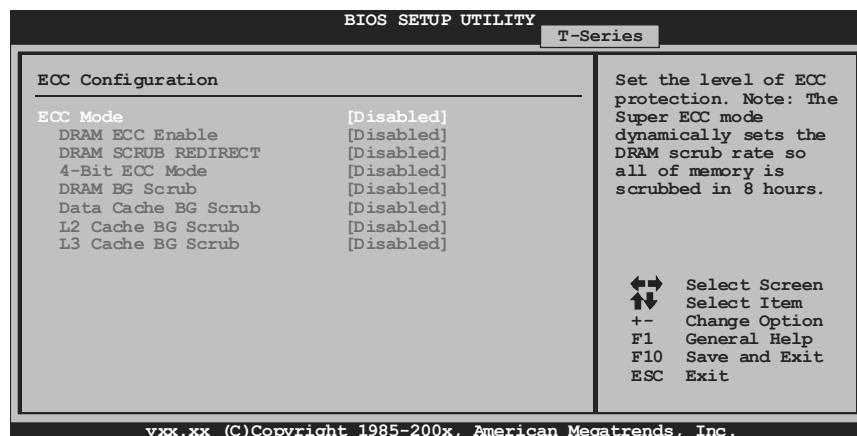 BIOS SETUP UTILITY
T-Series
ECC Configuration
ECC Mode [Disabled]
DRAM ECC Enable [Disabled]
DRAM SCRUB REDIRECT [Disabled]
4-Bit ECC Mode [Disabled]
DRAM BG Scrub [Disabled]
Data Cache BG Scrub [Disabled]
L2 Cache BG Scrub [Disabled]
L3 Cache BG Scrub [Disabled]
Set the level of ECC
protection. Note: The
Super ECC mode
dynamically sets the
DRAM scrub rate so
all of memory is
scrubbed in 8 hours.
Select Screen
Select Item
+- Change Option
F1 General Help
F10 Save and Exit
ESC Exit
vxx.xx (C)Copyright 1985-200x, American Megatrends, Inc.